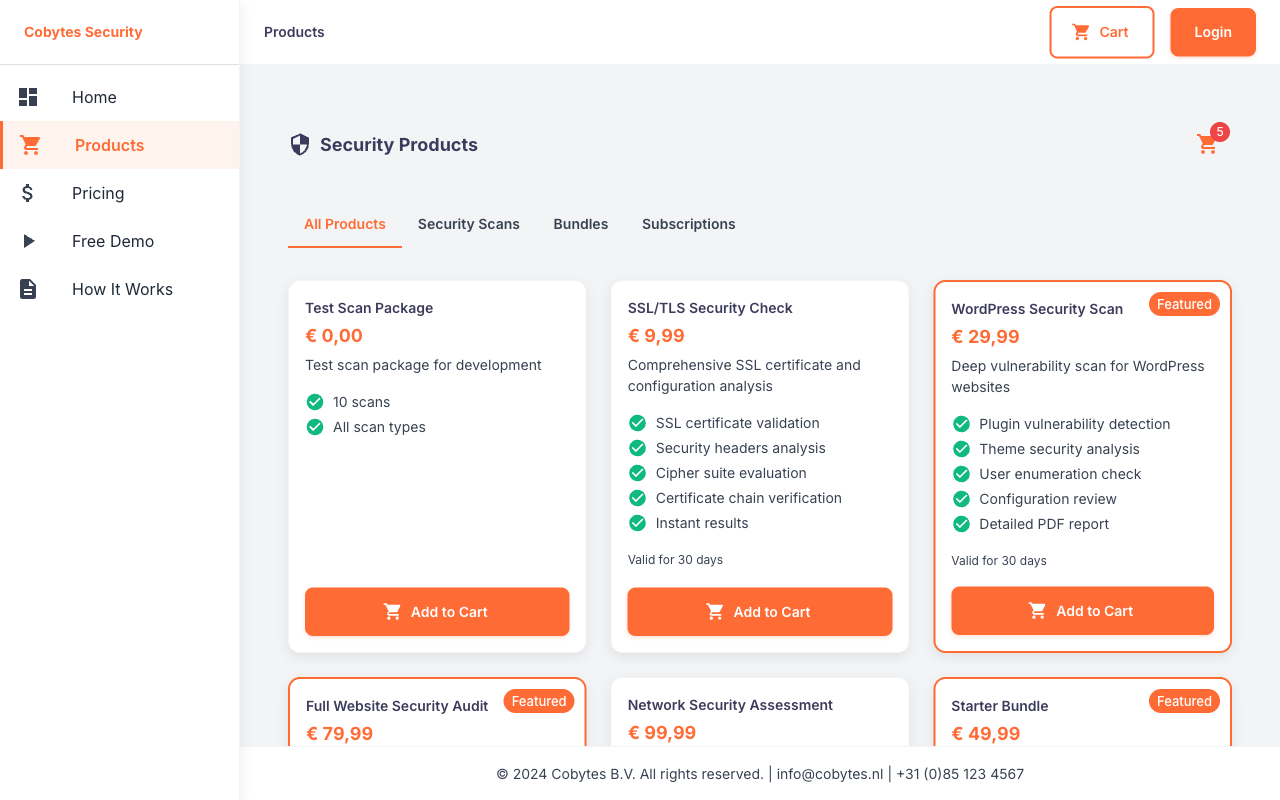 Cobytes Security
Products
Cart
Login
Home
Products
Pricing
Free Demo
How It Works
Security Products
5
All Products
Security Scans
Bundles
Subscriptions
Test Scan Package
€ 0,00
Test scan package for development
10 scans
All scan types
Add to Cart
SSL/TLS Security Check
€ 9,99
Comprehensive SSL certificate and
configuration analysis
SSL certificate validation
Security headers analysis
Cipher suite evaluation
Certificate chain verification
Instant results
Valid for 30 days
Add to Cart
WordPress Security Scan
Featured
€ 29,99
Deep vulnerability scan for WordPress
websites
Plugin vulnerability detection
Theme security analysis
User enumeration check
Configuration review
Detailed PDF report
Valid for 30 days
Add to Cart
Full Website Security Audit
Featured
€ 79,99
Network Security Assessment
€ 99,99
Starter Bundle
Featured
€ 49,99
© 2024 Cobytes B.V. All rights reserved. | info@cobytes.nl | +31 (0)85 123 4567